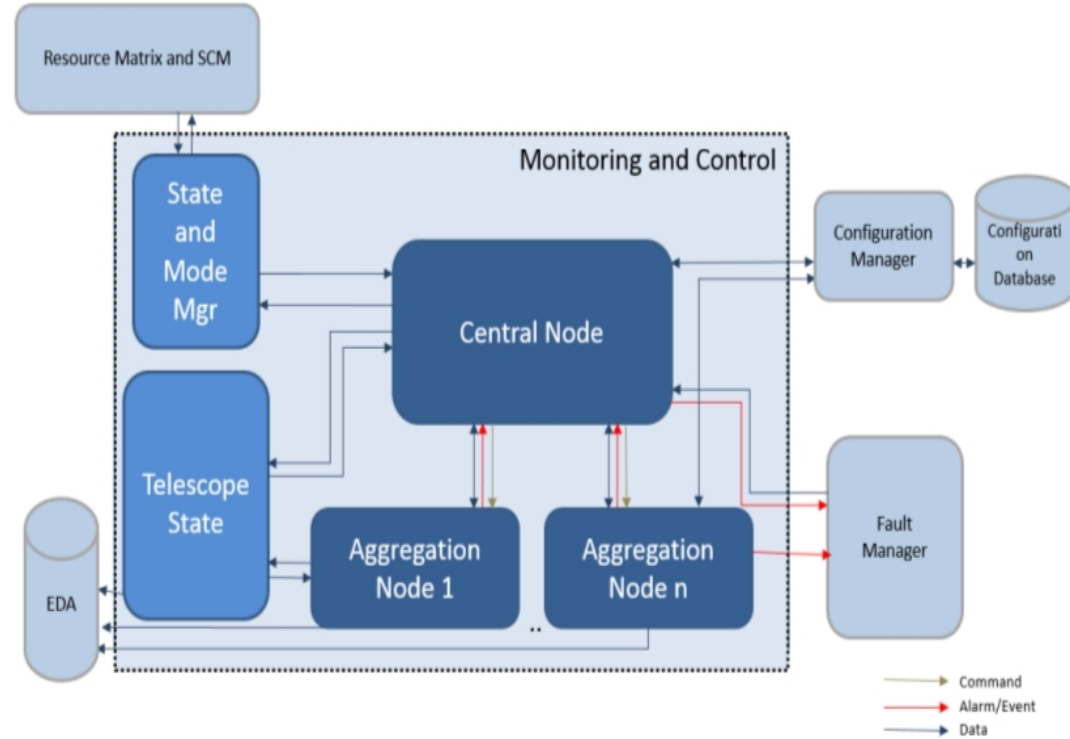 Resource Matrix and SCM
Monitoring and Control
State
and
Mode
Mgr
Central Node
Configuration
Manager
Configurati
on
Database
Telescope
State
Aggregation
Node 1
..
Aggregation
Node n
Fault
Manager
EDA
Command
Alarm/Event
Data